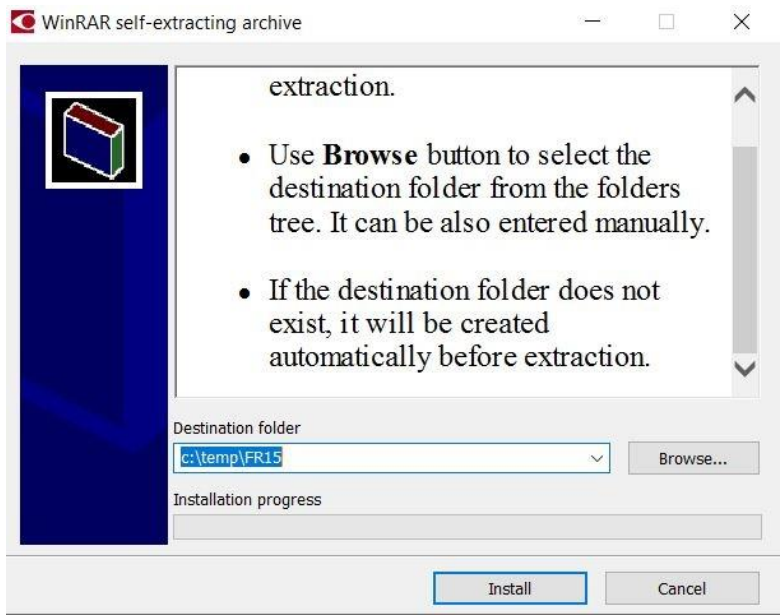 WinRAR self-extracting archive
extraction.
• Use Browse button to select the
destination folder from the folders
tree. It can be also entered manually.
• If the destination folder does not
exist, it will be created
automatically before extraction.
Destination folder
c:\temp\FR15
Browse...
Installation progress
Install
Cancel